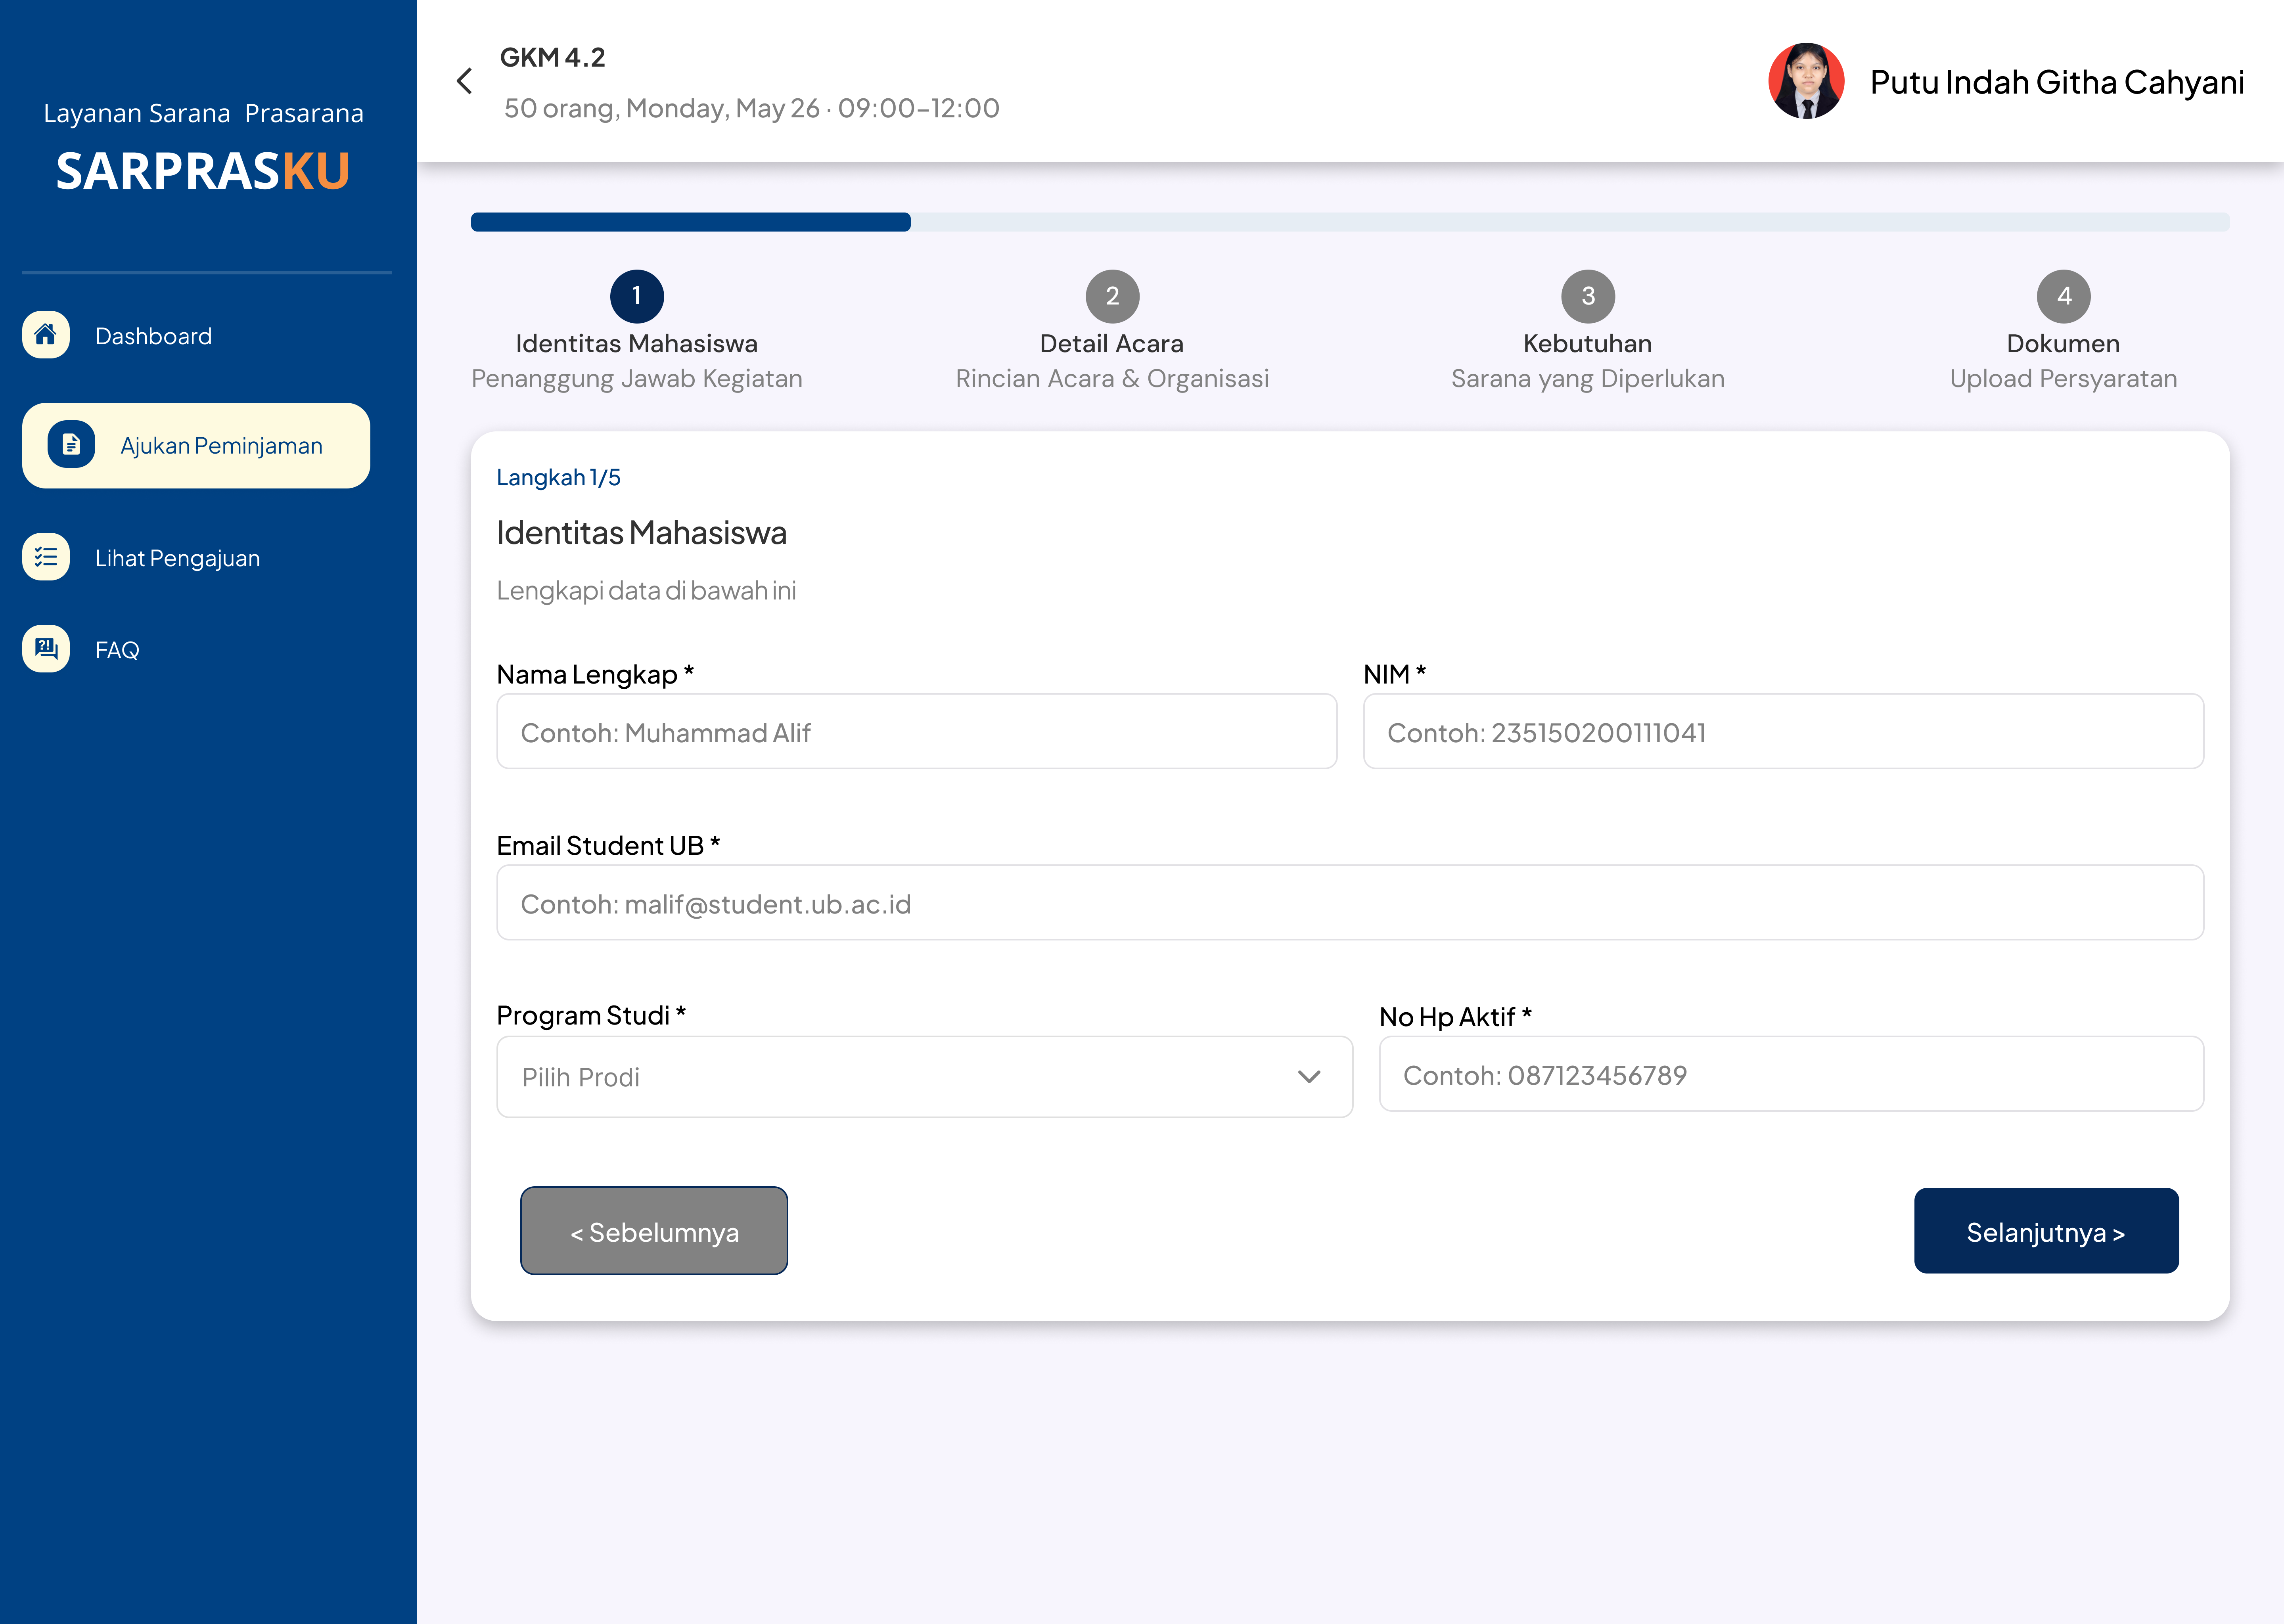 Layanan Sarana Prasarana
SARPRASKU
Dashboard
Ajukan Peminjaman
Lihat Pengajuan
FAQ
GKM 4.2
50 orang, Monday, May 26 · 09:00–12:00
Putu Indah Githa Cahyani
1
Identitas Mahasiswa
Penanggung Jawab Kegiatan
2
Detail Acara
Rincian Acara & Organisasi
3
Kebutuhan
Sarana yang Diperlukan
4
Dokumen
Upload Persyaratan
Langkah 1/5
Identitas Mahasiswa
Lengkapi data di bawah ini
Nama Lengkap *
Contoh: Muhammad Alif
NIM *
Contoh: 235150200111041
Email Student UB *
Contoh: malif@student.ub.ac.id
Program Studi *
Pilih Prodi
No Hp Aktif *
Contoh: 087123456789
< Sebelumnya
Selanjutnya >